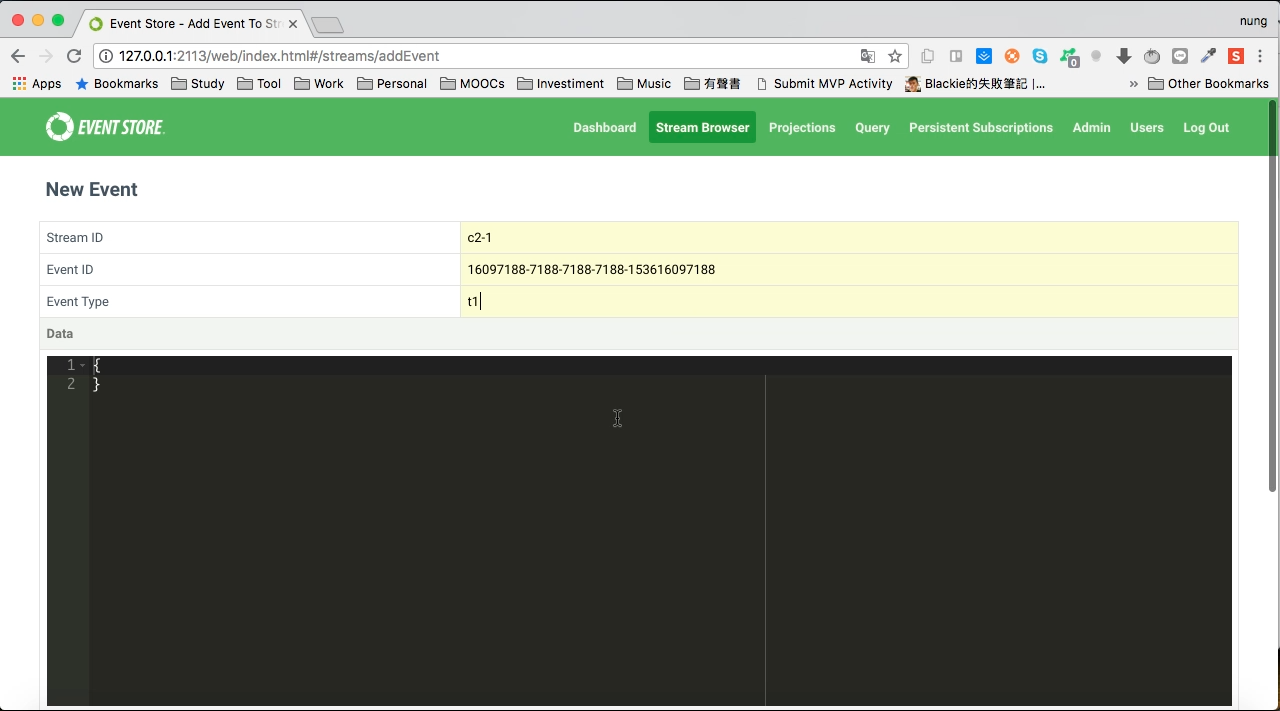 Event Store - Add Event To Str
nung
127.0.0.1:2113/web/index.html#/streams/addEvent
0
S
Apps Bookmarks Study Tool Work Personal MOOCs Investiment Music 有聲書 Submit MVP Activity Blackie的失敗筆記 |... » Other Bookmarks
EVENT STORE.
Dashboard Stream Browser Projections Query Persistent Subscriptions Admin Users Log Out
New Event
Stream ID c2-1
Event ID 16097188-7188-7188-7188-153616097188
Event Type t1
Data
1 {
2 }